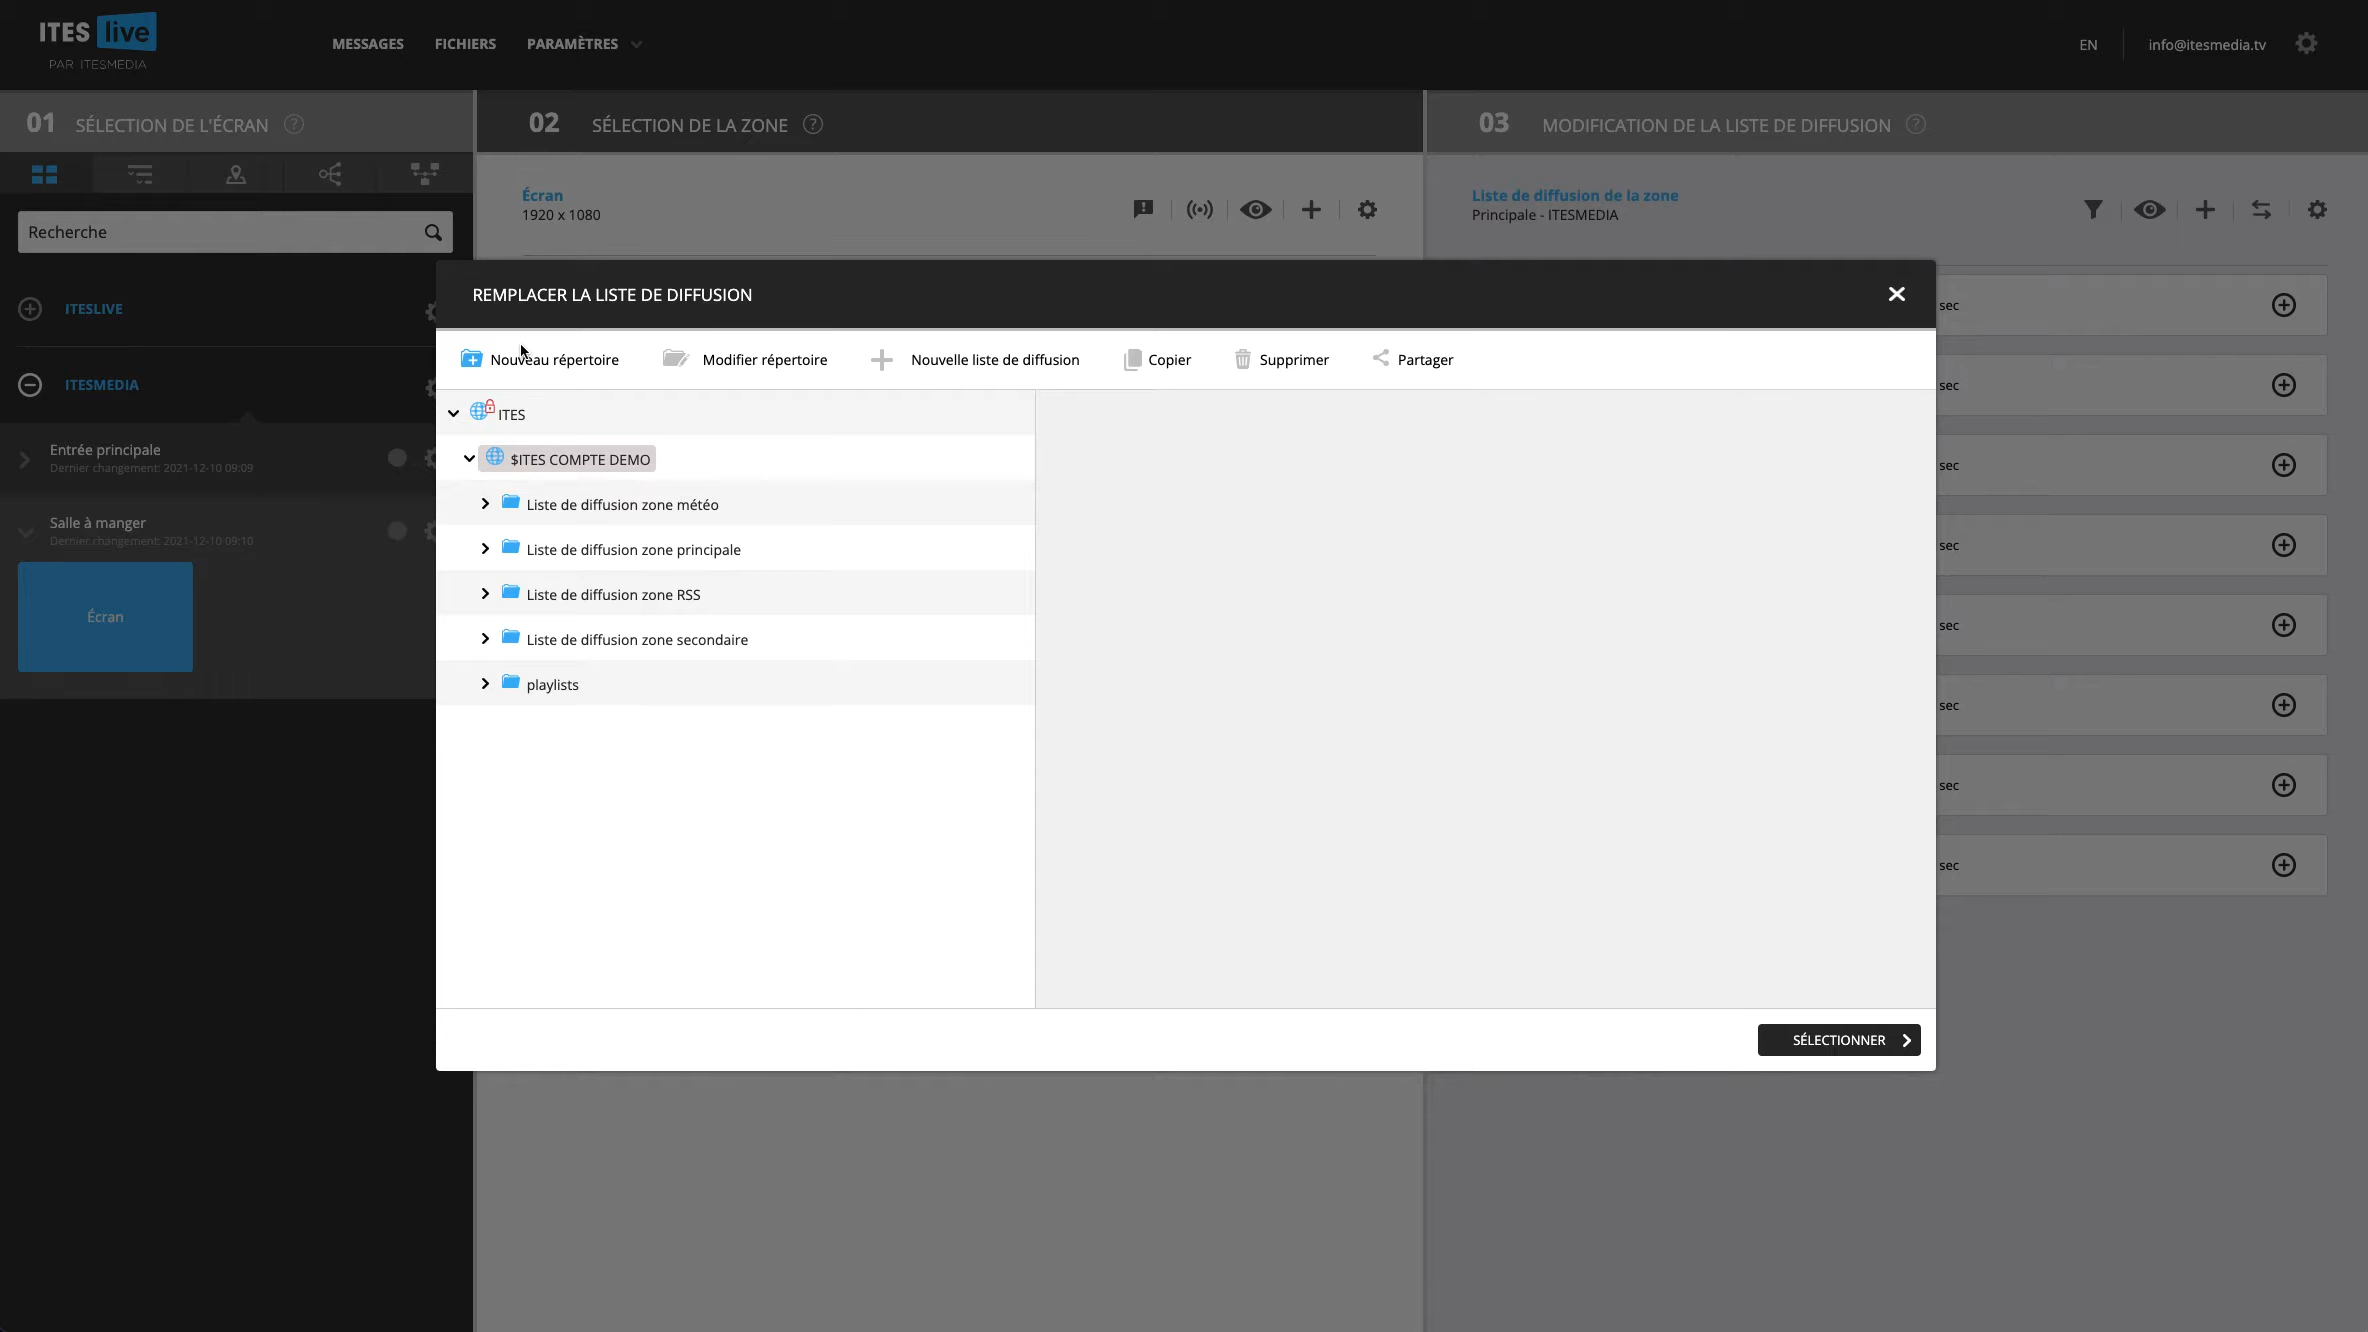 ITES live
PAR ITESMEDIA
MESSAGES
FICHIERS
PARAMÈTRES
EN
info@itesmedia.tv
01 SÉLECTION DE L'ÉCRAN ?
02 SÉLECTION DE LA ZONE ?
03 MODIFICATION DE LA LISTE DE DIFFUSION ?
Recherche
ITESLIVE
ITESMEDIA
Entrée principale
Dernier changement: 2021-12-10 09:09
Salle à manger
Dernier changement: 2021-12-10 09:10
Écran
Écran
1920 x 1080
Liste de diffusion de la zone
Principale - ITESMEDIA
REMPLACER LA LISTE DE DIFFUSION
Nouveau répertoire
Modifier répertoire
Nouvelle liste de diffusion
Copier
Supprimer
Partager
ITES
$ITES COMPTE DEMO
Liste de diffusion zone météo
Liste de diffusion zone principale
Liste de diffusion zone RSS
Liste de diffusion zone secondaire
playlists
SÉLECTIONNER
sec
sec
sec
sec
sec
sec
sec
sec